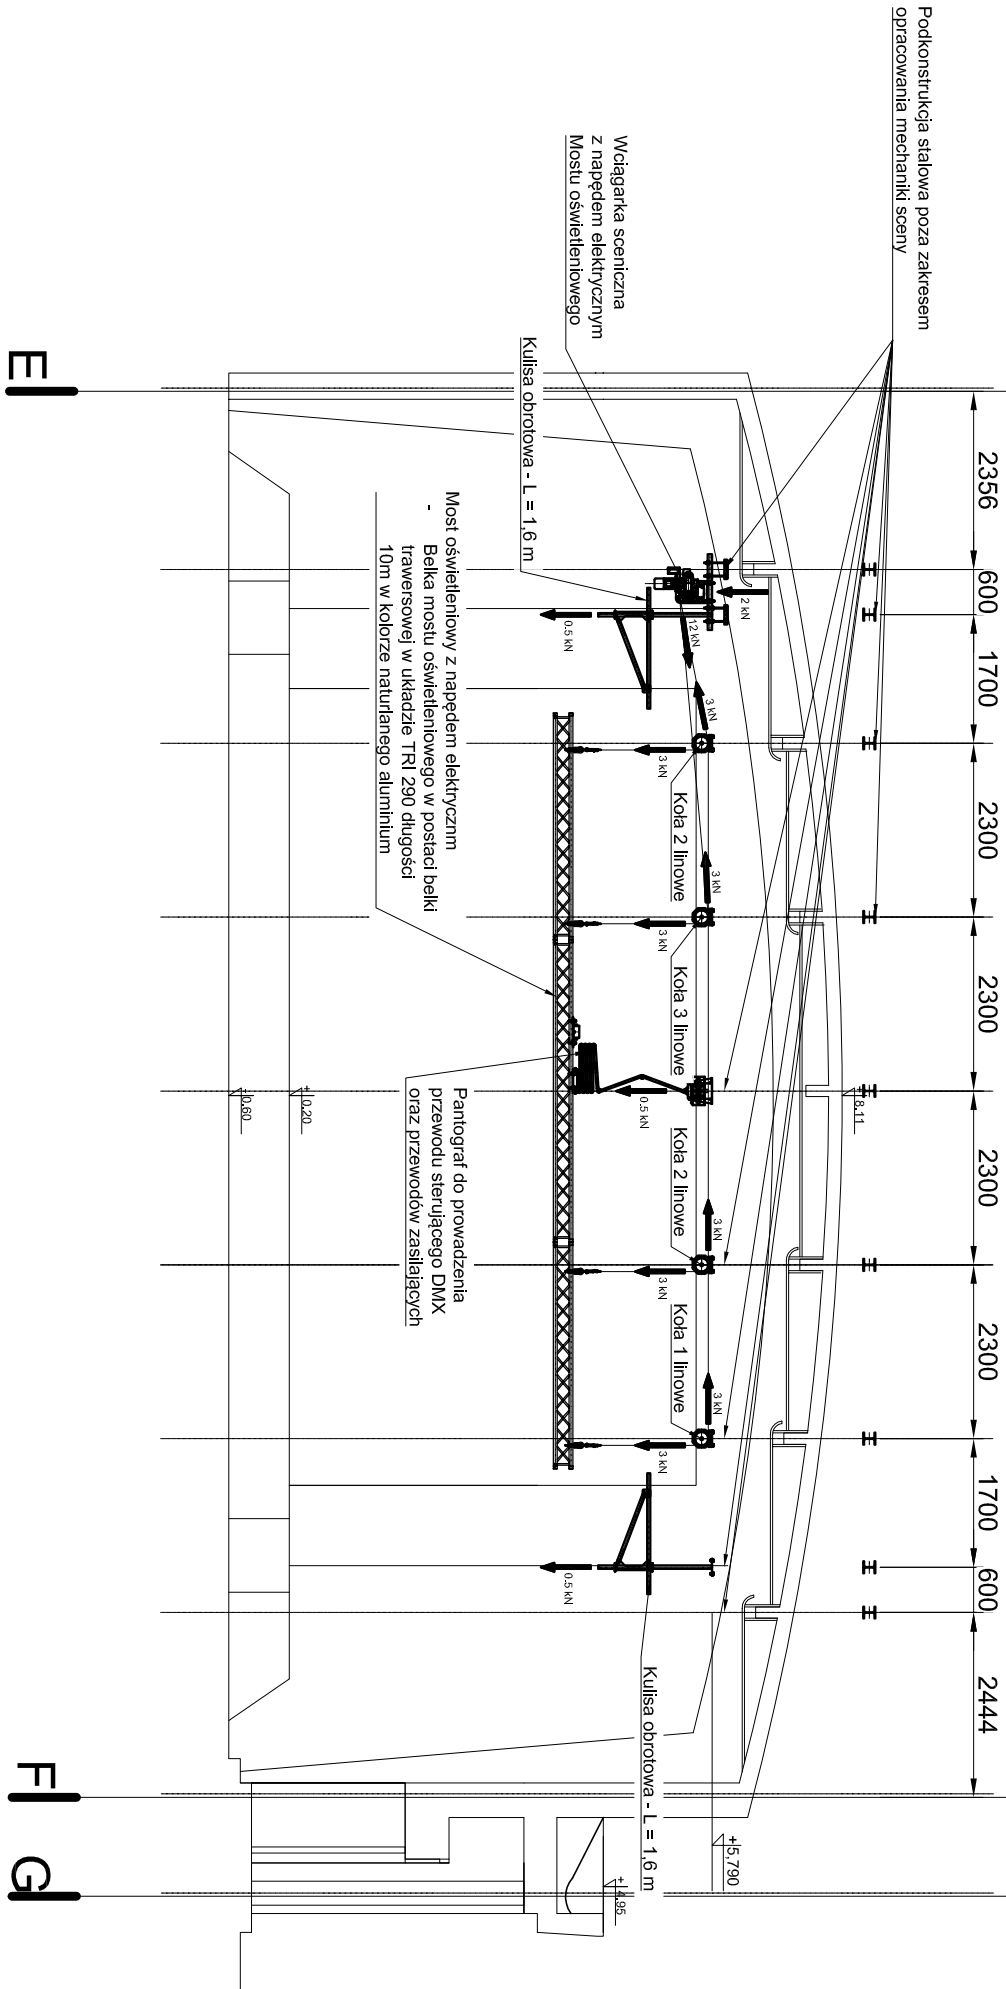 2356
600
1700
2300
2300
2300
2300
1700
600
2444
Podkonstrukcja stalowa poza zakresem
opracowania mechaniki sceny
Wciągarka sceniczna
z napędem elektrycznym
Mostu oświetleniowego
Kulisa obrotowa - L = 1,6 m
Most oświetleniowy z napędem elektrycznm
- Belka mostu oświetleniowego w postaci belki
trawersowej w układzie TRI 290 długości
10m w kolorze naturlanego aluminium
2 kN
12 kN
0.5 kN
3 kN
3 kN
3 kN
3 kN
0.5 kN
3 kN
3 kN
3 kN
3 kN
0.5 kN
Koła 2 linowe
Koła 3 linowe
Koła 2 linowe
Koła 1 linowe
Pantograf do prowadzenia
przewodu sterującego DMX
oraz przewodów zasilających
Kulisa obrotowa - L = 1,6 m
+8.11
+5,790
+4.95
+0.20
-0.60
E
F
G